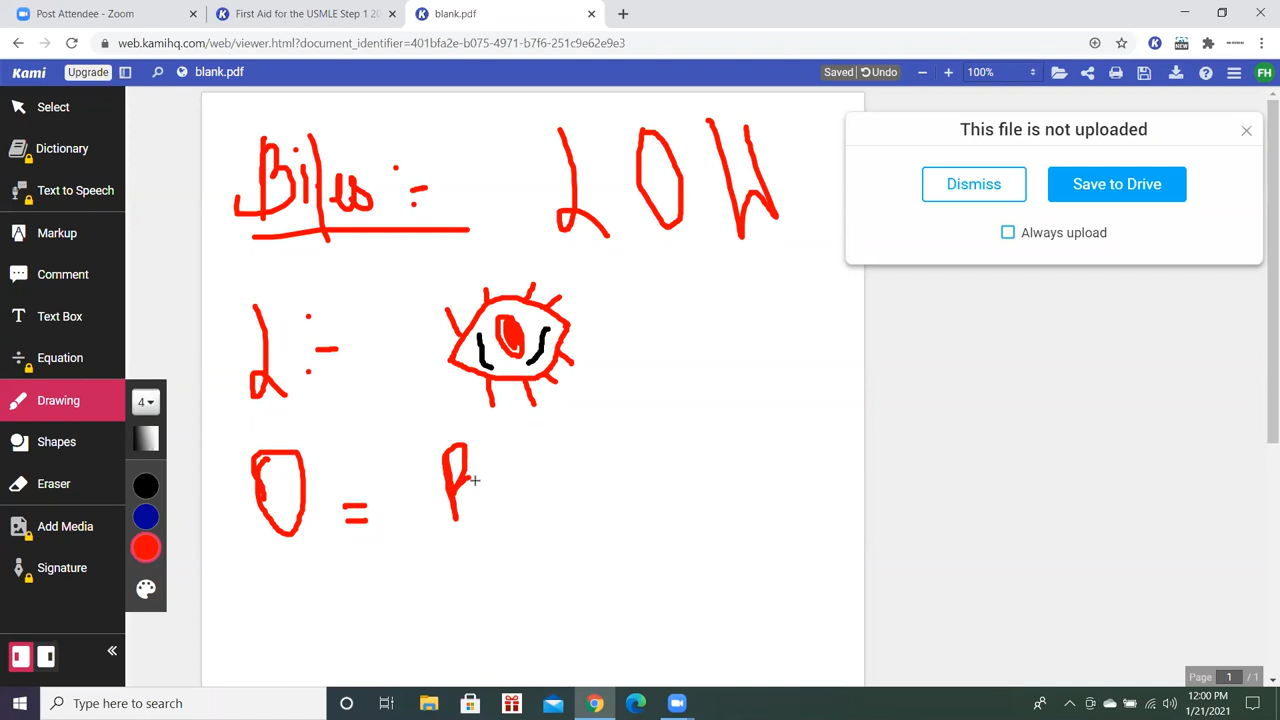 Post Attendee - Zoom
First Aid for the USMLE Step 1 20
blank.pdf
web.kamihq.com/web/viewer.html?document_identifier=401bfa2e-b075-4971-b7f6-251c9e62e9e3
NEW
Kami
Upgrade
blank.pdf
Saved
Undo
100%
FH
Select
Dictionary
Text to Speech
Markup
Comment
Text Box
Equation
Drawing
Shapes
Eraser
Add Media
Signature
4
Biles :- LOW
L :-
O = P
This file is not uploaded
Dismiss
Save to Drive
Always upload
Page 1 / 1
Type here to search
12:00 PM
1/21/2021